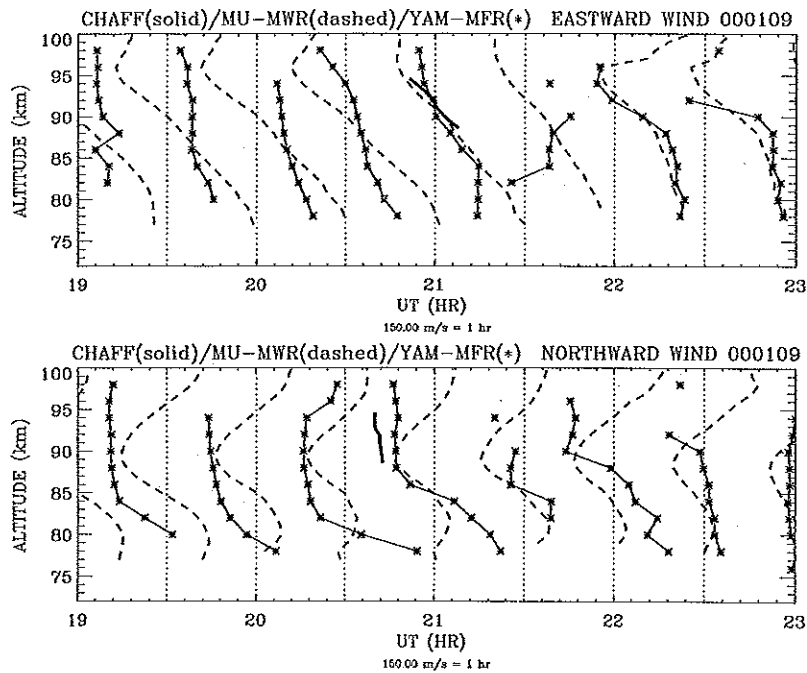 CHAFF(solid)/MU-MWR(dashed)/YAM-MFR(*) EASTWARD WIND 000109
100
95
90
85
80
75
ALTITUDE (km)
19 20 21 22 23
UT (HR)
150.00 m/s = 1 hr
CHAFF(solid)/MU-MWR(dashed)/YAM-MFR(*) NORTHWARD WIND 000109
100
95
90
85
80
75
ALTITUDE (km)
19 20 21 22 23
UT (HR)
150.00 m/s = 1 hr